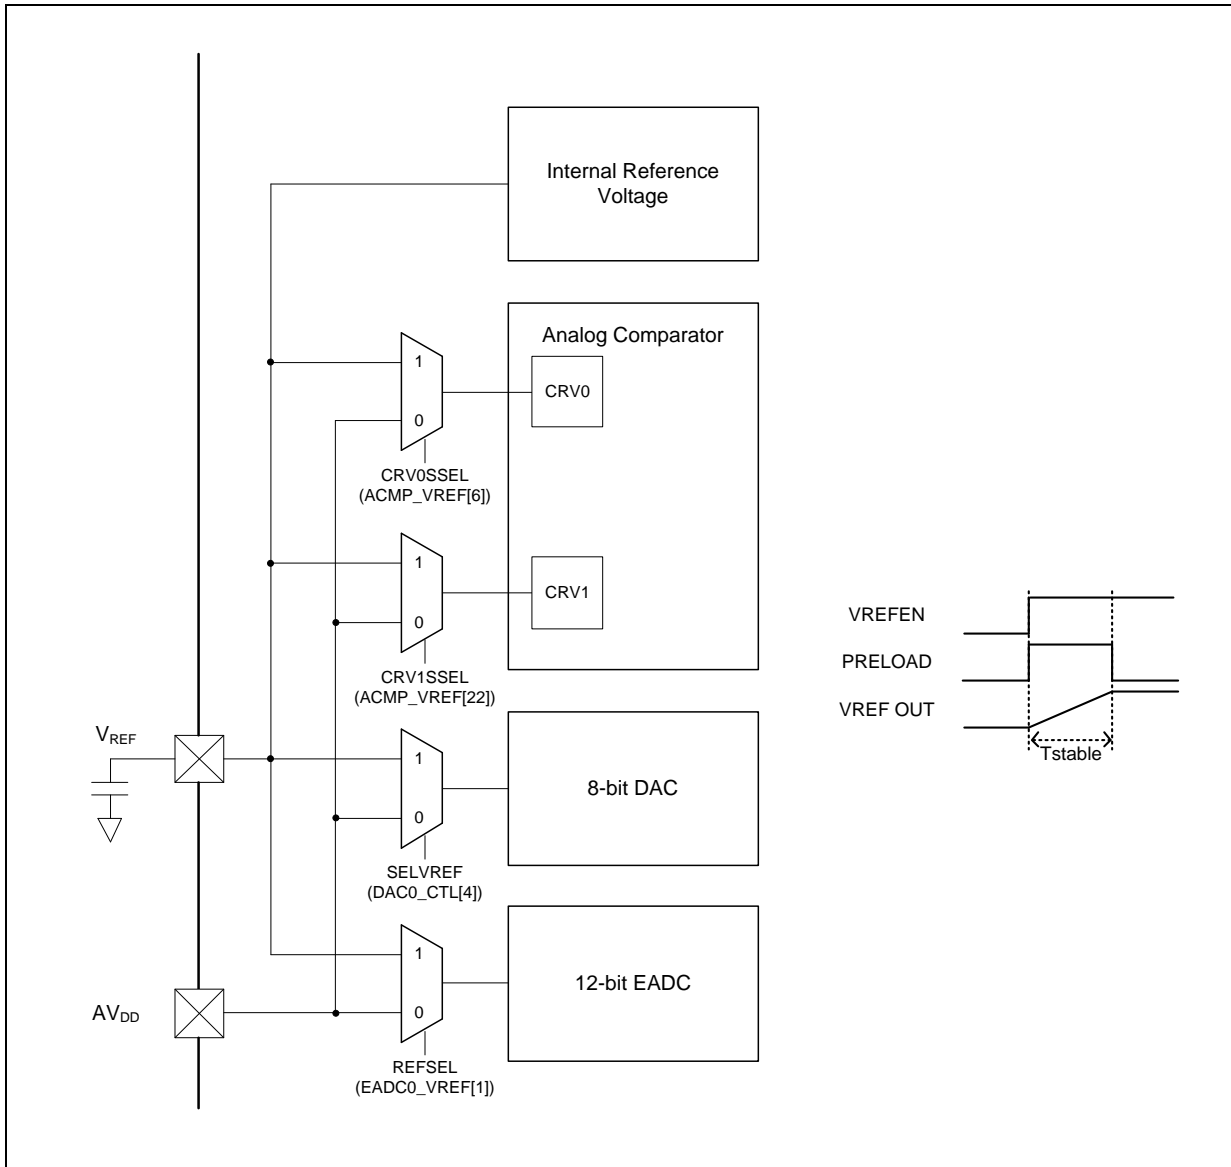 Internal Reference
Voltage
Analog Comparator
1
CRV0
0
CRV0SSEL
(ACMP_VREF[6])
1
CRV1
0
CRV1SSEL
(ACMP_VREF[22])
VREFEN
PRELOAD
VREF OUT
Tstable
VREF
1
8-bit DAC
0
SELVREF
(DAC0_CTL[4])
1
12-bit EADC
AVDD
0
REFSEL
(EADC0_VREF[1])